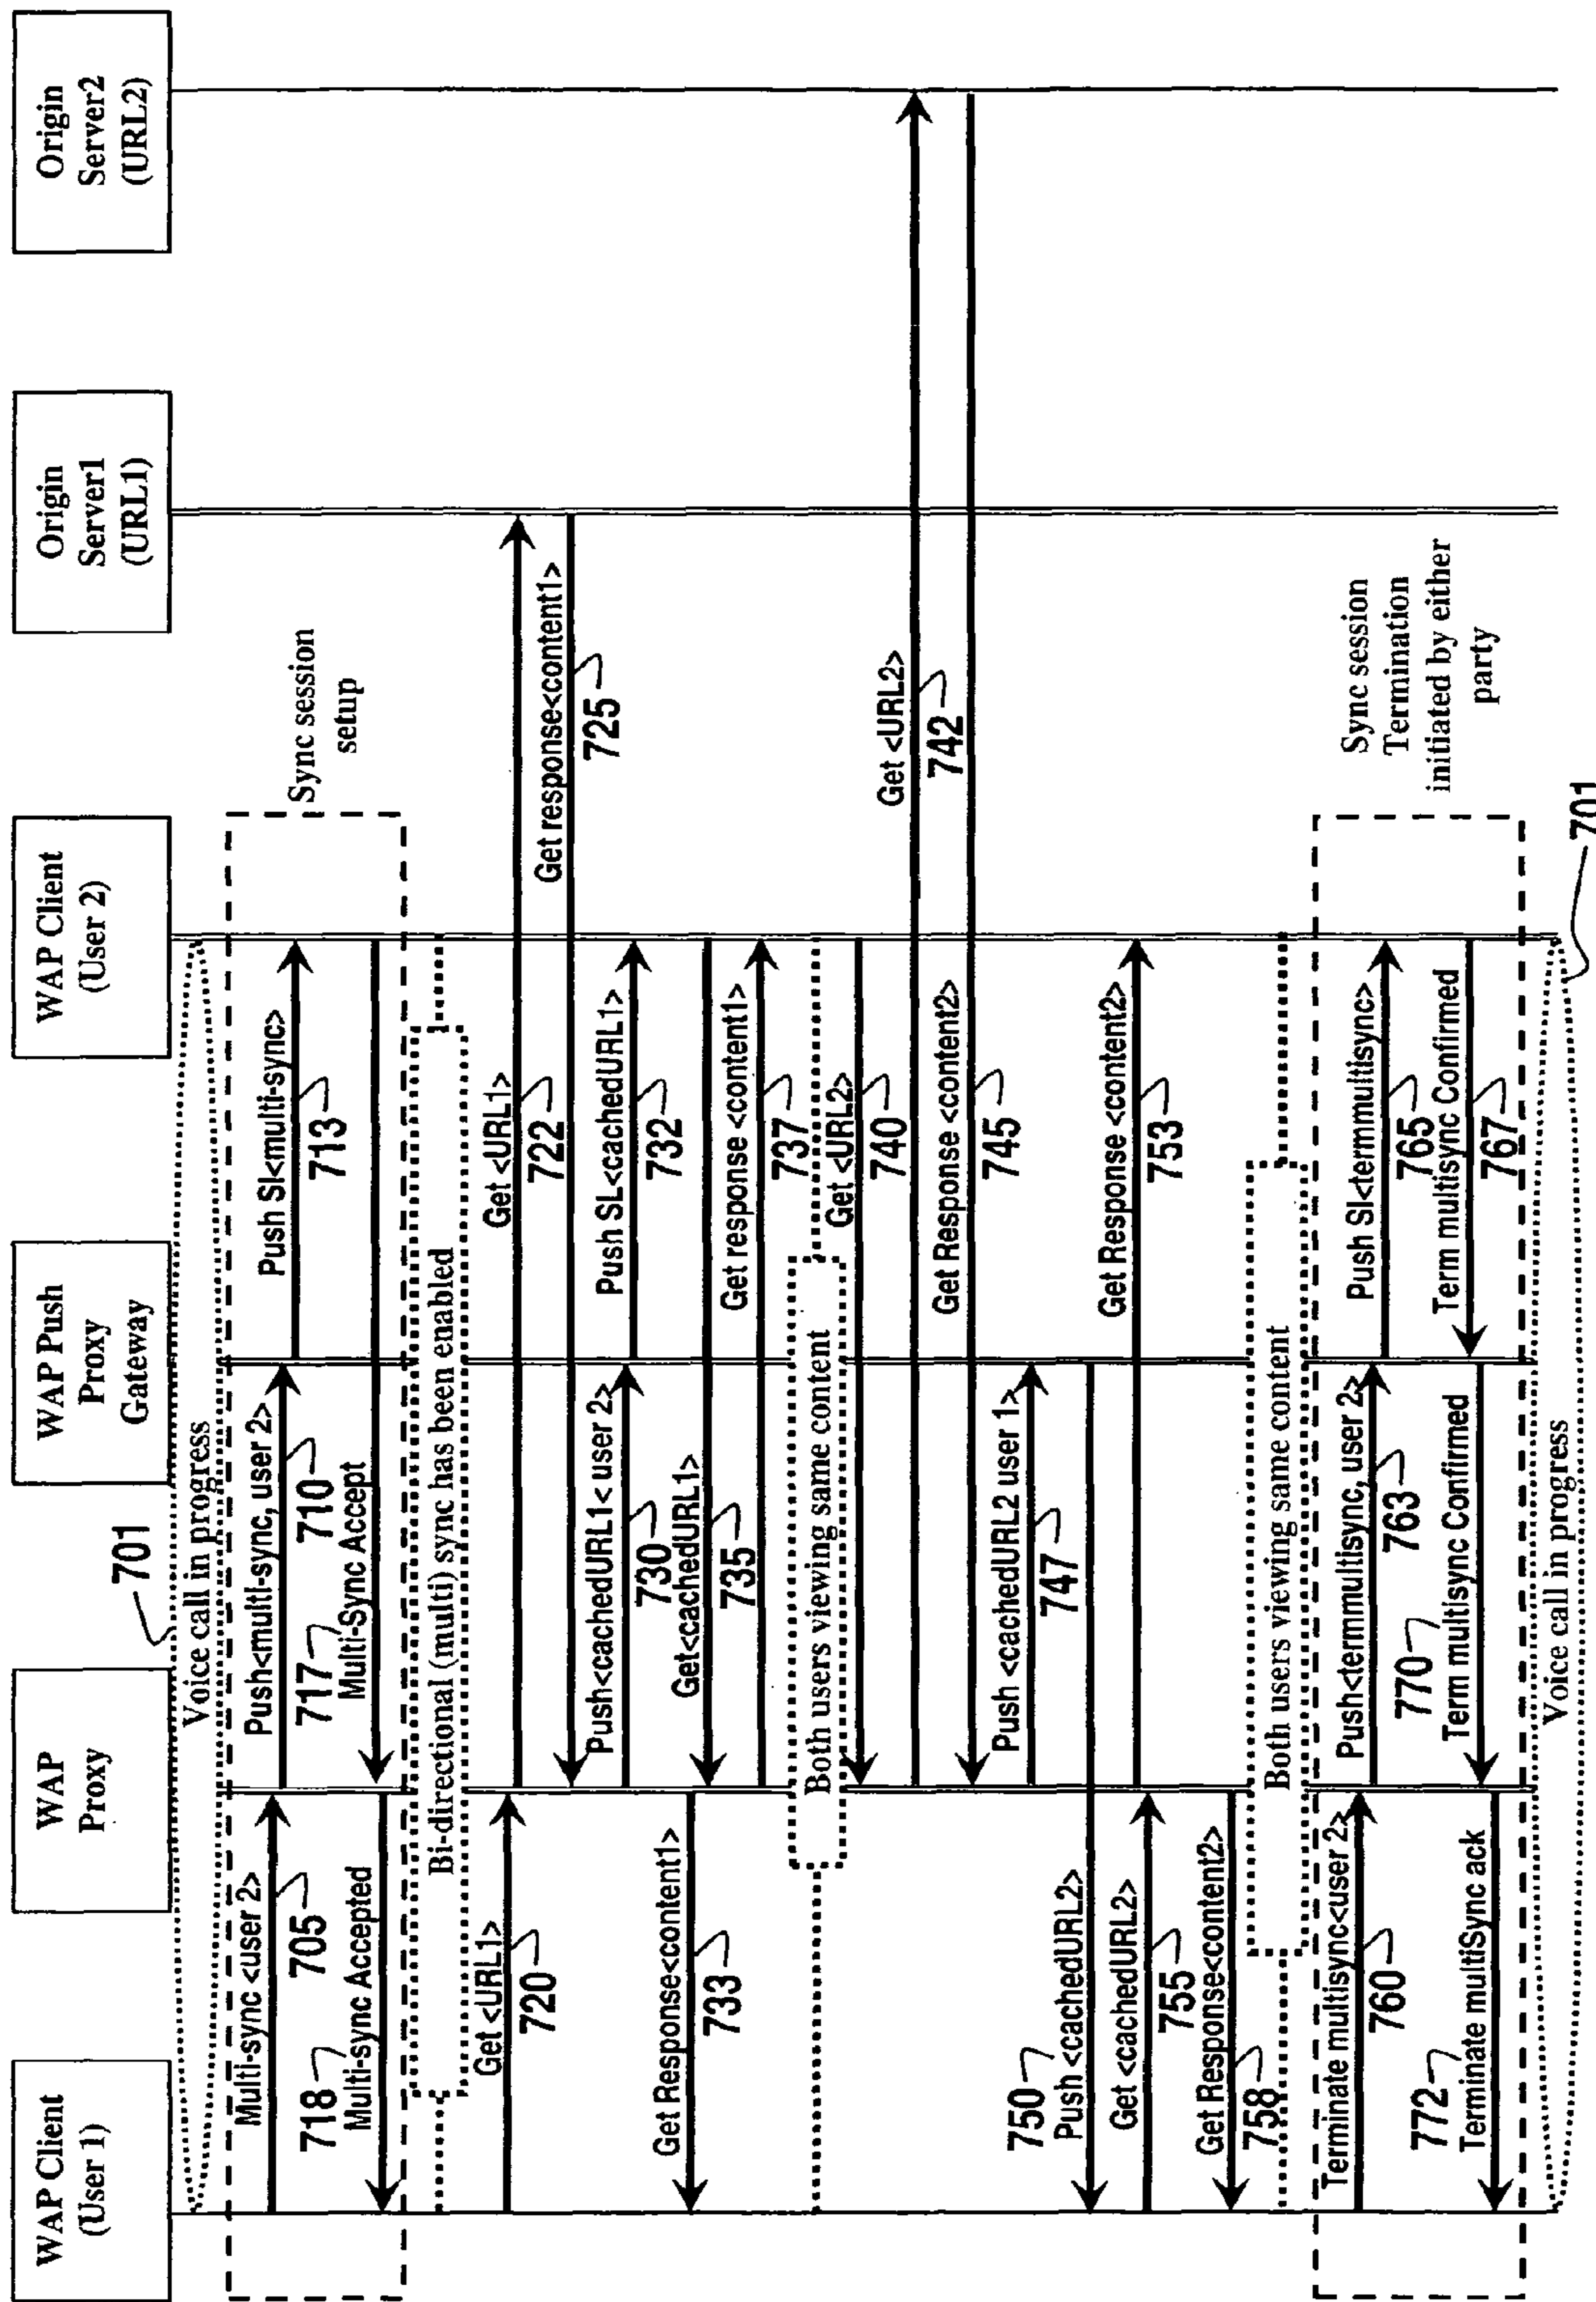 WAP Client
(User 1)
WAP
Proxy
WAP Push
Proxy
Gateway
WAP Client
(User 2)
Origin
Server1
(URL1)
Origin
Server2
(URL2)
701
Voice call in progress
Multi-sync <user 2>
705
Push<multi-sync, user 2>
710
Push SI<multi-sync>
713
Sync session
setup
717
Multi-Sync Accept
718
Multi-sync Accepted
Bi-directional (multi) sync has been enabled
Get <URL1>
720
Get <URL1>
722
Get response<content1>
725
Push<cachedURL1< user 2>
730
Push SL<cachedURL1>
732
Get Response<content1>
733
Get<cachedURL1>
735
Get response <content1>
737
Both users viewing same content
Get <URL2>
740
Get <URL2>
742
Get Response <content2>
745
Push <cachedURL2 user 1>
747
750
Push <cachedURL2>
Get Response <content2>
753
Get <cachedURL2>
755
Get Response<content2>
758
Both users viewing same content
Terminate multisync<user 2>
760
Push<termmultisync, user 2>
763
Push SI<termmultisync>
765
Term multisync Confirmed
767
770
Term multisync Confirmed
772
Terminate multiSync ack
Sync session
Termination
initiated by either
party
Voice call in progress
701